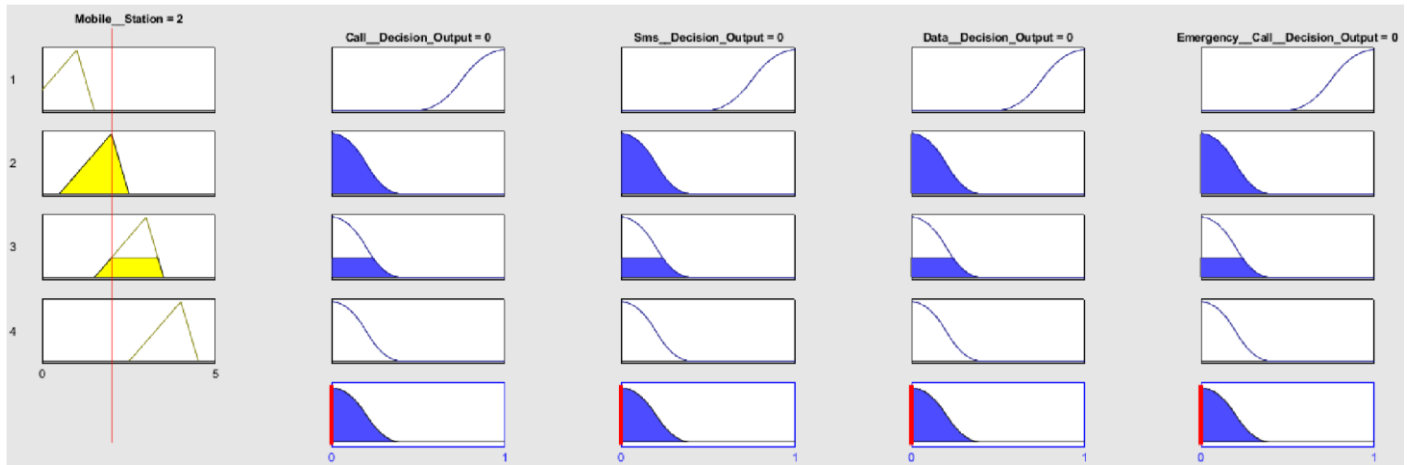 Mobile__Station = 2
Call__Decision_Output = 0
Sms__Decision_Output = 0
Data__Decision_Output = 0
Emergency__Call__Decision_Output = 0
1
2
3
4
0 5
0 1
0 1
0 1
0 1